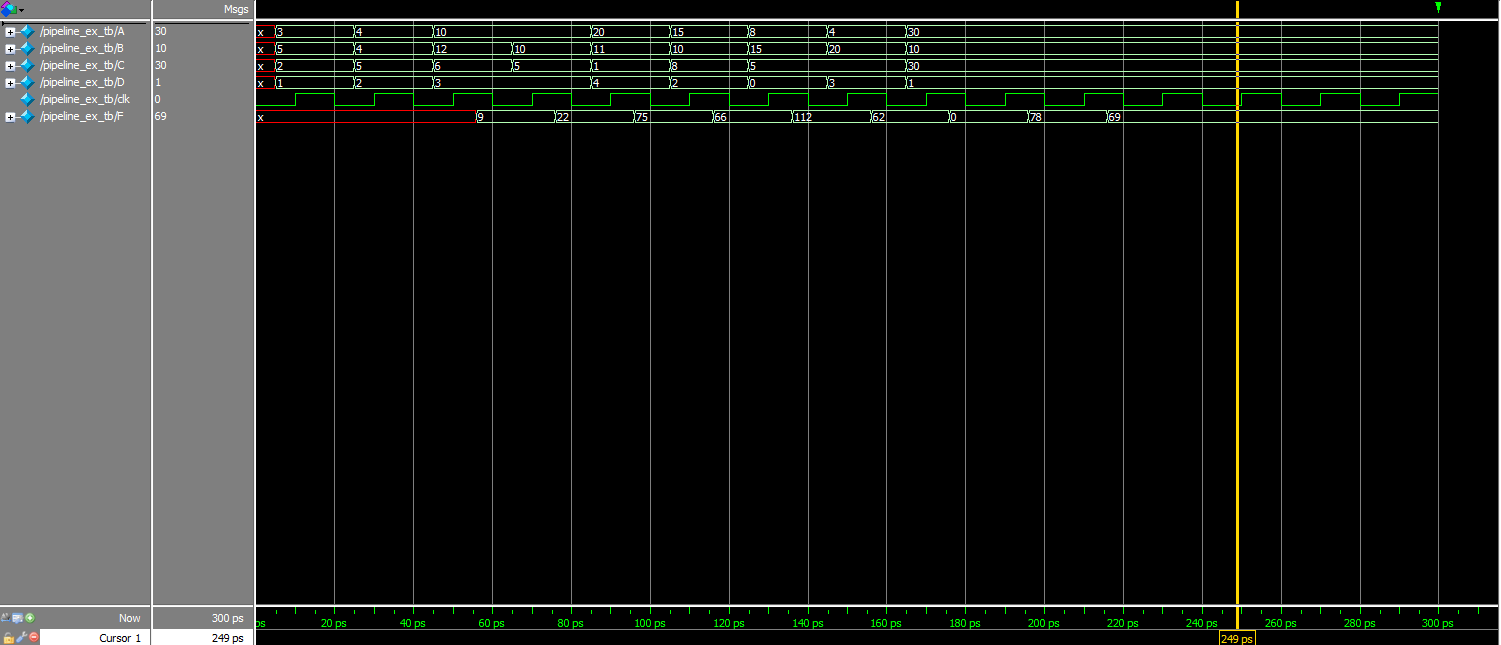 Msgs
/pipeline_ex_tb/A 30 x 3 4 10 20 15 8 4 30
/pipeline_ex_tb/B 10 x 5 4 12 10 11 10 15 20 10
/pipeline_ex_tb/C 30 x 2 5 6 5 1 8 5 30
/pipeline_ex_tb/D 1 x 1 2 3 4 2 0 3 1
/pipeline_ex_tb/clk 0
/pipeline_ex_tb/F 69 x 9 22 75 66 112 62 0 78 69
Now 300 ps ps 20 ps 40 ps 60 ps 80 ps 100 ps 120 ps 140 ps 160 ps 180 ps 200 ps 220 ps 240 ps 260 ps 280 ps 300 ps
Cursor 1 249 ps 249 ps